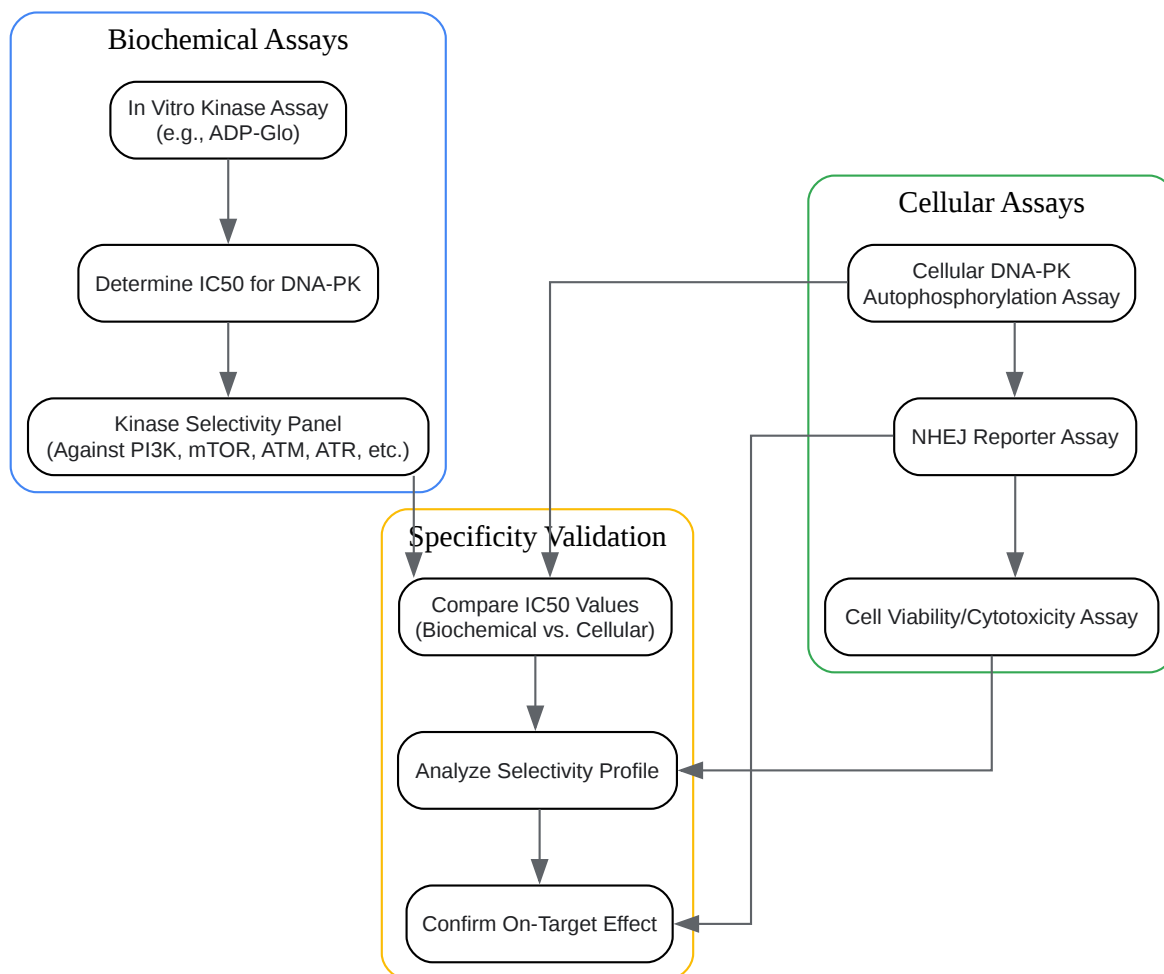 Biochemical Assays
In Vitro Kinase Assay
(e.g., ADP-Glo)
Determine IC50 for DNA-PK
Kinase Selectivity Panel
(Against PI3K, mTOR, ATM, ATR, etc.)
Cellular Assays
Cellular DNA-PK
Autophosphorylation Assay
NHEJ Reporter Assay
Cell Viability/Cytotoxicity Assay
Specificity Validation
Compare IC50 Values
(Biochemical vs. Cellular)
Analyze Selectivity Profile
Confirm On-Target Effect